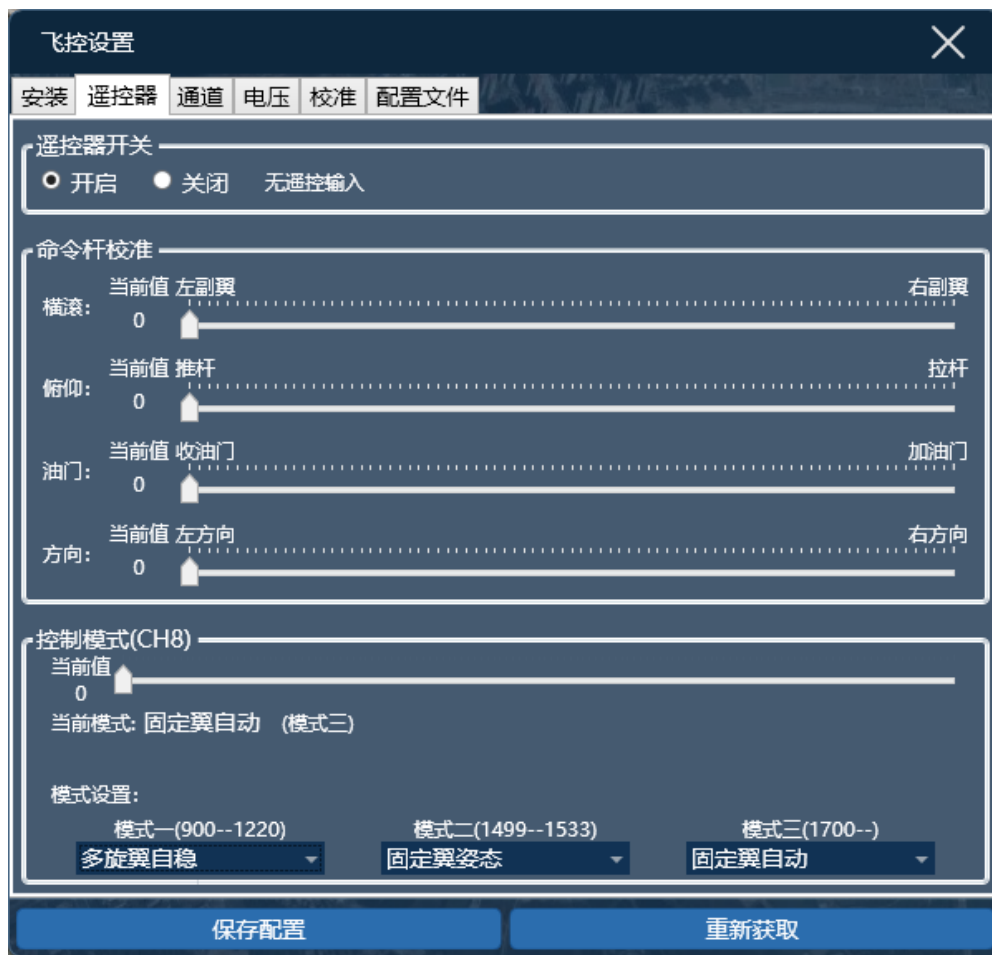 飞控设置
安装 遥控器 通道 电压 校准 配置文件
遥控器开关
开启 关闭 无遥控输入
命令杆校准
当前值 左副翼 右副翼
横滚:
0
当前值 推杆 拉杆
俯仰:
0
当前值 收油门 加油门
油门:
0
当前值 左方向 右方向
方向:
0
控制模式(CH8)
当前值
0
当前模式: 固定翼自动 (模式三)
模式设置:
模式一(900--1220) 模式二(1499--1533) 模式三(1700--)
多旋翼自稳 固定翼姿态 固定翼自动
保存配置 重新获取